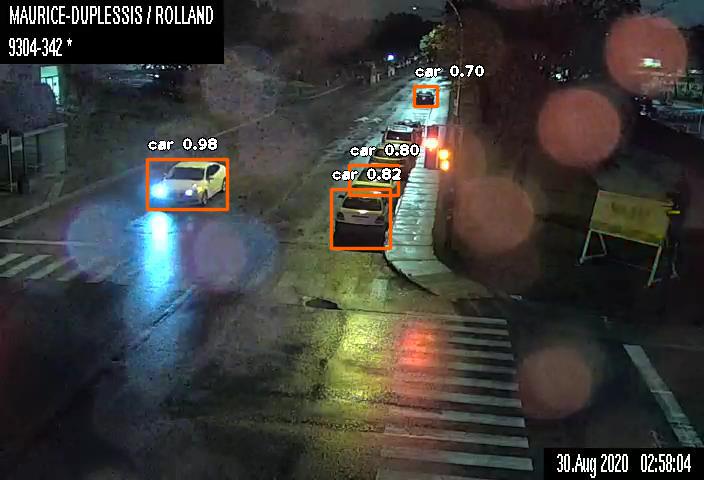 MAURICE-DUPLESSIS / ROLLAND
9304-342 *
car 0.70
car 0.98
car 0.80
car 0.82
30.Aug 2020 02:58:04